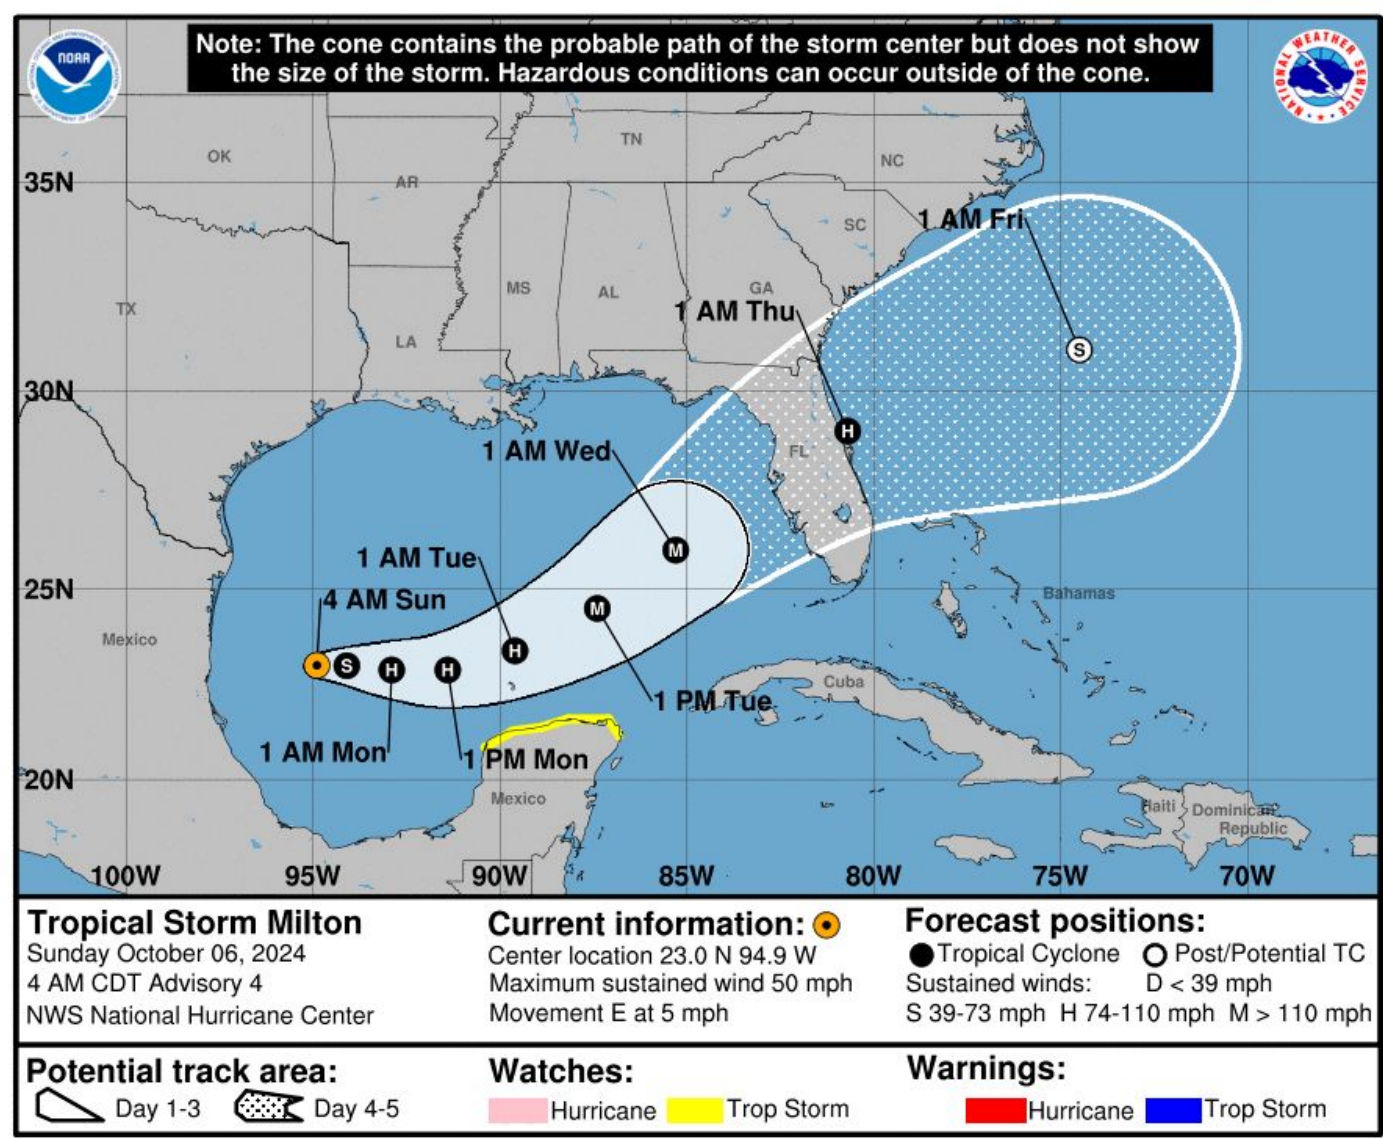 Note: The cone contains the probable path of the storm center but does not show
the size of the storm. Hazardous conditions can occur outside of the cone.
NOAA
NATIONAL WEATHER SERVICE
TN
OK
NC
AR
35N
1 AM Fri
SC
MS
AL
GA
TX
1 AM Thu
LA
S
30N
H
1 AM Wed
FL
M
1 AM Tue
25N
4 AM Sun
Bahamas
M
Mexico
H
S
H
H
Cuba
1 PM Tue
1 AM Mon
1 PM Mon
20N
Mexico
Haiti
Dominican
Republic
100W
95W
90W
85W
80W
75W
70W
Tropical Storm Milton
Sunday October 06, 2024
4 AM CDT Advisory 4
NWS National Hurricane Center
Current information:
Center location 23.0 N 94.9 W
Maximum sustained wind 50 mph
Movement E at 5 mph
Forecast positions:
Tropical Cyclone Post/Potential TC
Sustained winds: D < 39 mph
S 39-73 mph H 74-110 mph M > 110 mph
Potential track area:
Day 1-3 Day 4-5
Watches:
Hurricane Trop Storm
Warnings:
Hurricane Trop Storm